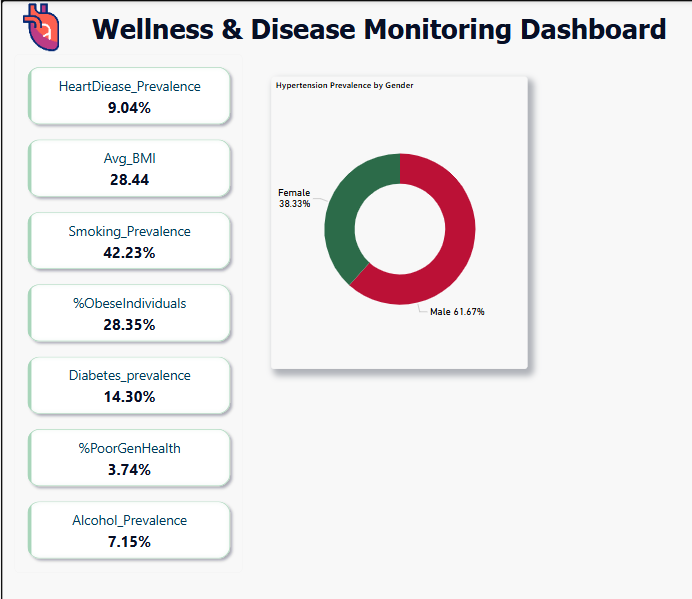 Wellness & Disease Monitoring Dashboard
HeartDiease_Prevalence
9.04%
Avg_BMI
28.44
Smoking_Prevalence
42.23%
%ObeseIndividuals
28.35%
Diabetes_prevalence
14.30%
%PoorGenHealth
3.74%
Alcohol_Prevalence
7.15%
Hypertension Prevalence by Gender
Female
38.33%
Male 61.67%